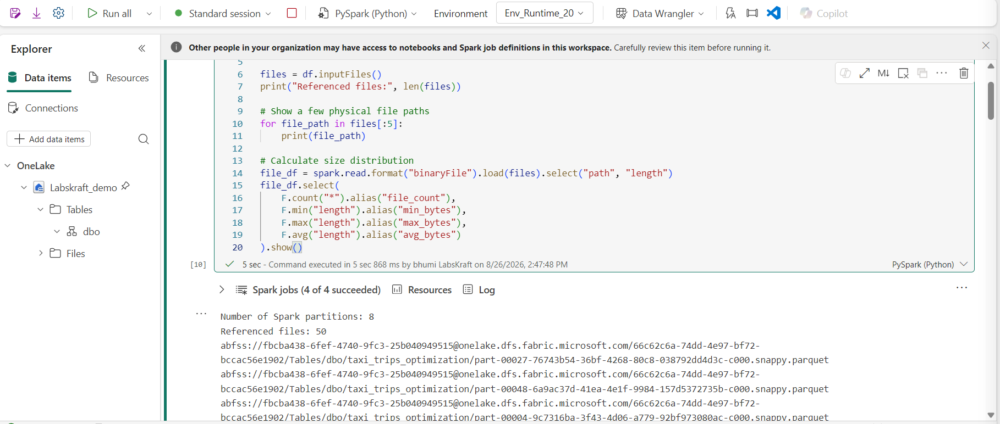 Run all
Standard session
PySpark (Python)
Environment
Env_Runtime_20
Data Wrangler
Copilot
Explorer
Other people in your organization may have access to notebooks and Spark job definitions in this workspace. Carefully review this item before running it.
Data items
Resources
Connections
Add data items
OneLake
Labskraft_demo
Tables
dbo
Files
5
6 files = df.inputFiles()
7 print("Referenced files:", len(files))
8
9 # Show a few physical file paths
10 for file_path in files[:5]:
11     print(file_path)
12
13 # Calculate size distribution
14 file_df = spark.read.format("binaryFile").load(files).select("path", "length")
15 file_df.select(
16     F.count("*").alias("file_count"),
17     F.min("length").alias("min_bytes"),
18     F.max("length").alias("max_bytes"),
19     F.avg("length").alias("avg_bytes")
20 ).show()
M↓
[10] 5 sec - Command executed in 5 sec 868 ms by bhumi LabsKraft on 8/26/2026, 2:47:48 PM
PySpark (Python)
Spark jobs (4 of 4 succeeded)
Resources
Log
Number of Spark partitions: 8
Referenced files: 50
abfss://fbcba438-6fef-4740-9fc3-25b040949515@onelake.dfs.fabric.microsoft.com/66c62c6a-74dd-4e97-bf72-
bccac56e1902/Tables/dbo/taxi_trips_optimization/part-00027-76743b54-36bf-4268-80c8-038792dd4d3c-c000.snappy.parquet
abfss://fbcba438-6fef-4740-9fc3-25b040949515@onelake.dfs.fabric.microsoft.com/66c62c6a-74dd-4e97-bf72-
bccac56e1902/Tables/dbo/taxi_trips_optimization/part-00048-6a9ac37d-41ea-4e1f-9984-157d5372735b-c000.snappy.parquet
abfss://fbcba438-6fef-4740-9fc3-25b040949515@onelake.dfs.fabric.microsoft.com/66c62c6a-74dd-4e97-bf72-
bccac56e1902/Tables/dbo/taxi_trips_optimization/part-00004-9c7316ba-3f43-4d06-a779-92bf973080ac-c000.snappy.parquet